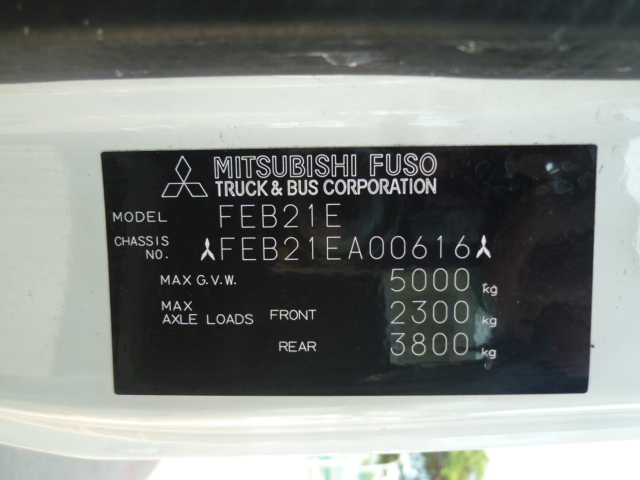 MITSUBISHI FUSO
TRUCK & BUS CORPORATION
MODEL FEB21E
CHASSIS NO. FEB21EA00616
MAX G.V.W. 5000 kg
MAX AXLE LOADS FRONT 2300 kg
REAR 3800 kg